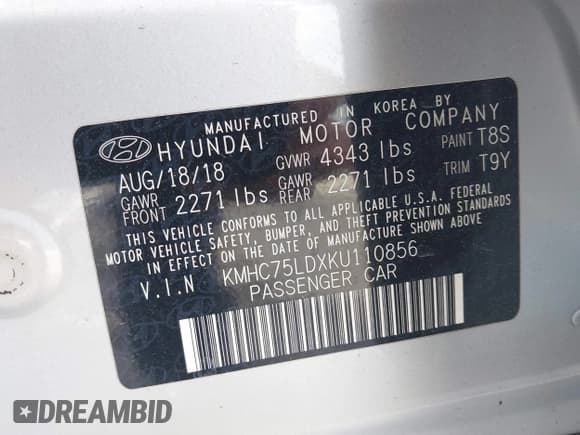 MANUFACTURED IN KOREA BY
HYUNDAI MOTOR COMPANY
AUG/18/18 GVWR 4343 lbs PAINT T8S
GAWR FRONT 2271 lbs GAWR REAR 2271 lbs TRIM T9Y
THIS VEHICLE CONFORMS TO ALL APPLICABLE U.S.A. FEDERAL
MOTOR VEHICLE SAFETY, BUMPER, AND THEFT PREVENTION STANDARDS
IN EFFECT ON THE DATE OF MANUFACTURE SHOWN ABOVE
V.I.N KMHC75LDXKU110856
PASSENGER CAR
DREAMBID